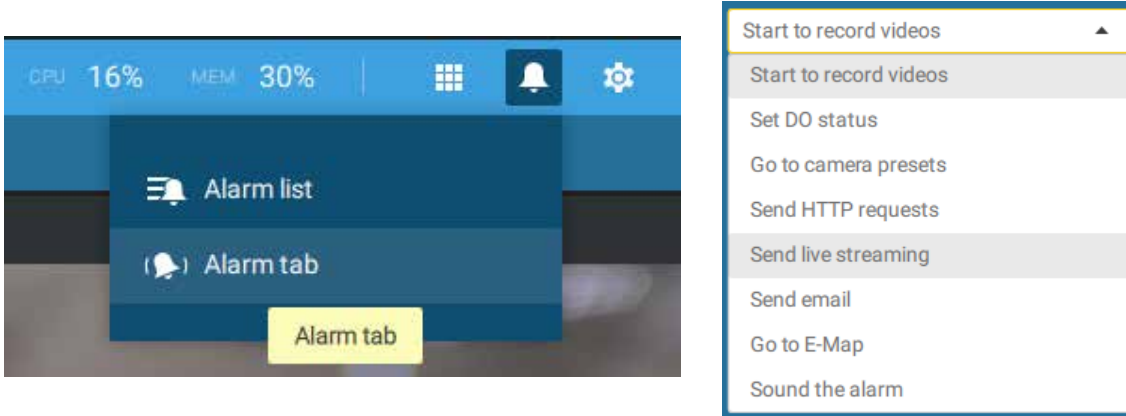 CPU 16% MEM 30%
Alarm list
Alarm tab
Alarm tab
Start to record videos
Start to record videos
Set DO status
Go to camera presets
Send HTTP requests
Send live streaming
Send email
Go to E-Map
Sound the alarm